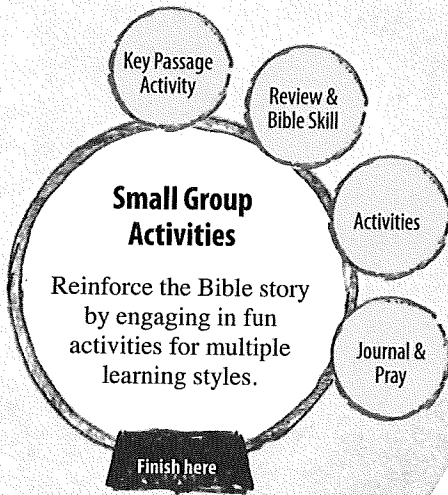 Key Passage
Activity
Review &
Bible Skill
Small Group
Activities
Activities
Reinforce the Bible story
by engaging in fun
activities for multiple
learning styles.
Journal &
Pray
Finish here